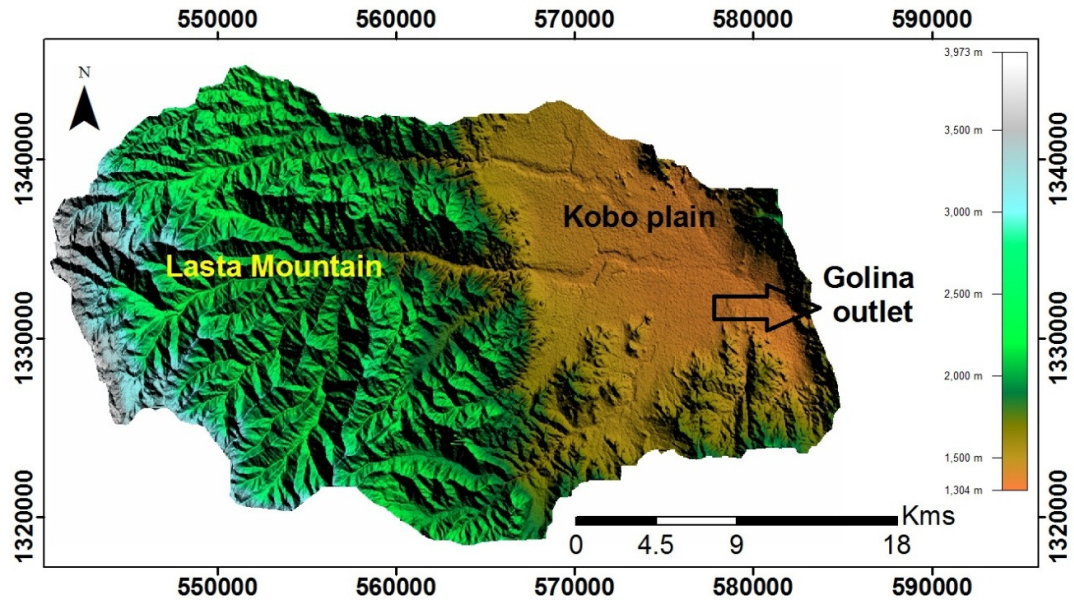 550000 560000 570000 580000 590000
3,973 m
N
3,500 m
1340000
1340000
3,000 m
Kobo plain
Lasta Mountain
Golina
outlet
2,500 m
1330000
1330000
2,000 m
1,500 m
1,304 m
1320000
1320000
Kms
0 4.5 9 18
550000 560000 570000 580000 590000